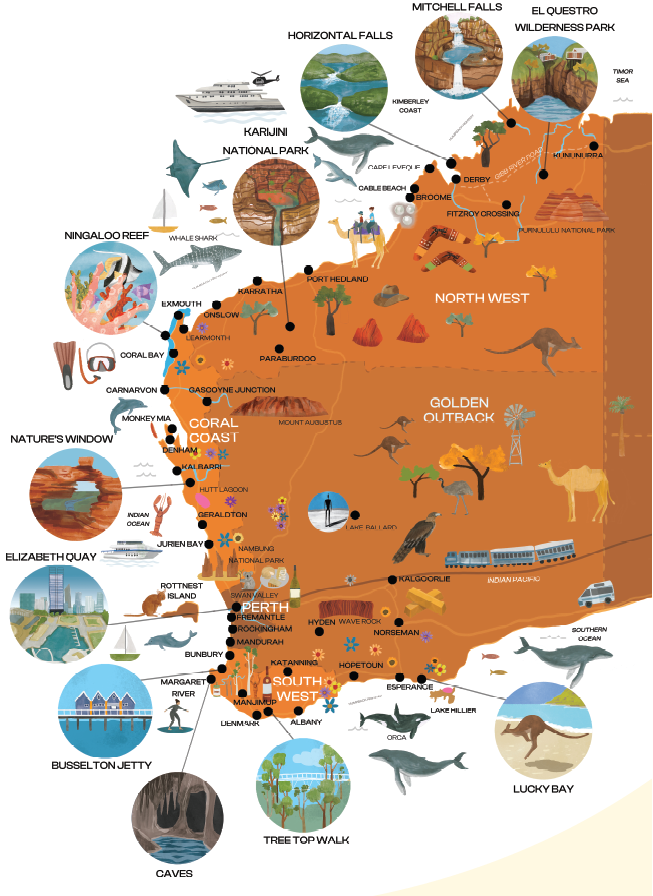 MITCHELL FALLS
EL QUESTRO
WILDERNESS PARK
HORIZONTAL FALLS
TIMOR
SEA
KIMBERLEY
COAST
KARIJINI
NATIONAL PARK
GIBB RIVER ROAD
KUNUNURRA
CAPE LEVEQUE
DERBY
CABLE BEACH
BROOME
FITZROY CROSSING
PURNULULU NATIONAL PARK
NINGALOO REEF
WHALE SHARK
PORT HEDLAND
KARRATHA
NORTH WEST
EXMOUTH
ONSLOW
LEARMONTH
CORAL BAY
PARABURDOO
CARNARVON
GASCOYNE JUNCTION
GOLDEN
OUTBACK
MOUNT AUGUSTUS
MONKEY MIA
CORAL
COAST
NATURE'S WINDOW
DENHAM
KALBARRI
HUTT LAGOON
INDIAN
OCEAN
GERALDTON
LAKE BALLARD
JURIEN BAY
NAMBUNG
NATIONAL PARK
ELIZABETH QUAY
INDIAN PACIFIC
KALGOORLIE
ROTTNEST
ISLAND
SWAN VALLEY
PERTH
FREMANTLE
ROCKINGHAM
HYDEN
WAVE ROCK
NORSEMAN
SOUTHERN
OCEAN
MANDURAH
BUNBURY
KATANNING
HOPETOUN
MARGARET
RIVER
SOUTH
WEST
ESPERANCE
MANJIMUP
LAKE HILLIER
DENMARK
ALBANY
ORCA
BUSSELTON JETTY
LUCKY BAY
TREE TOP WALK
CAVES